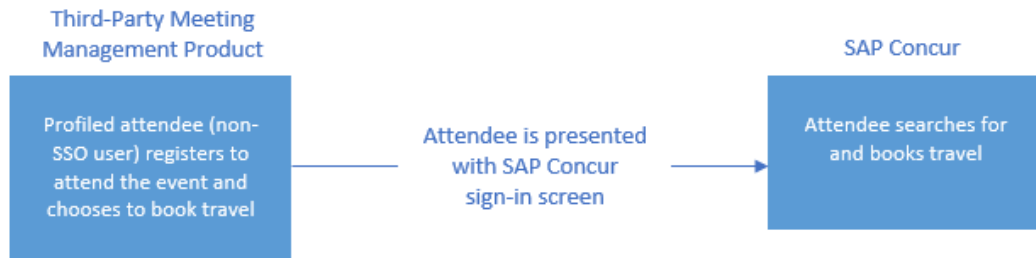 Third-Party Meeting
Management Product
SAP Concur
Profiled attendee (non-
SSO user) registers to
attend the event and
chooses to book travel
Attendee is presented
with SAP Concur
sign-in screen
Attendee searches for
and books travel